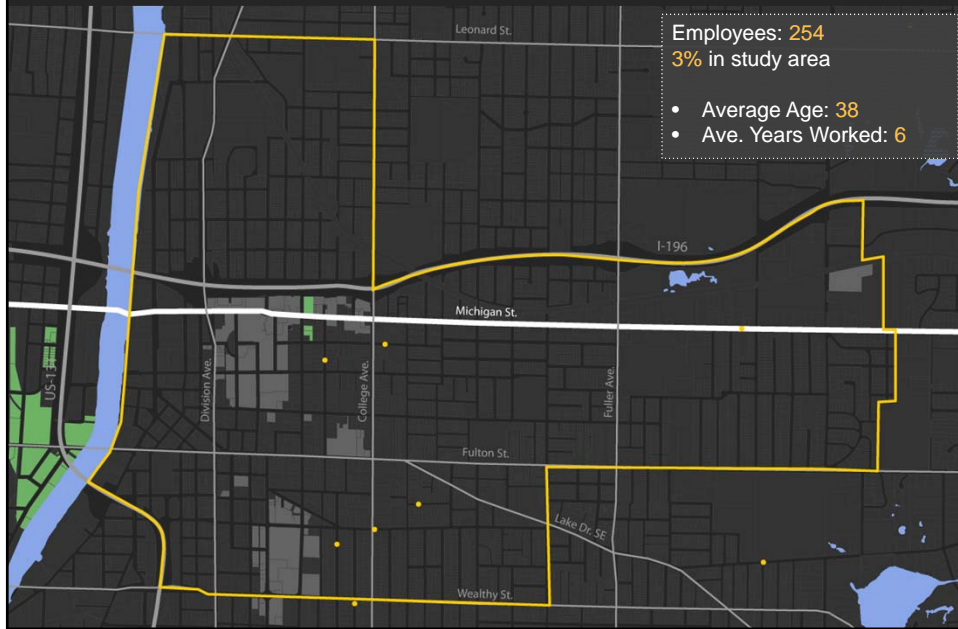 Leonard St.
Employees: 254
3% in study area
• Average Age: 38
• Ave. Years Worked: 6
I-196
Michigan St.
US-131
Division Ave.
College Ave.
Fuller Ave.
Fulton St.
Lake Dr. SE
Wealthy St.